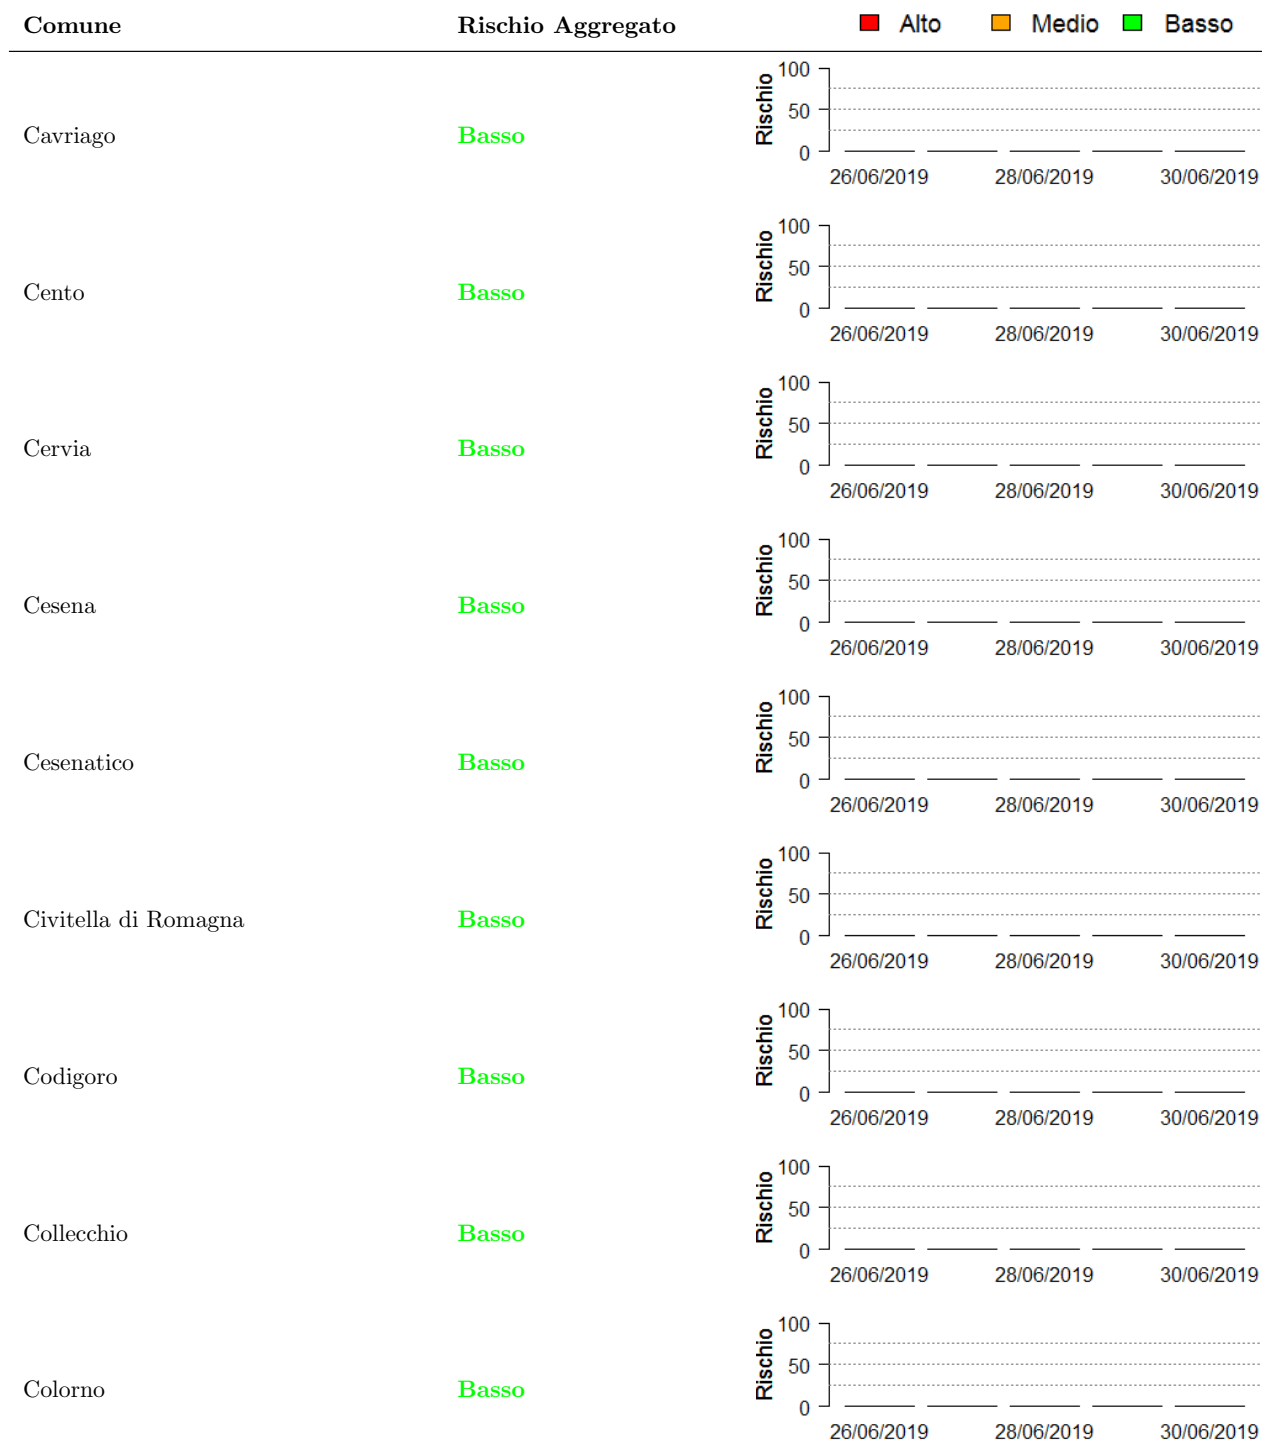 Comune Rischio Aggregato Alto Medio Basso
100
Rischio
50
Cavriago Basso
0
26/06/2019 28/06/2019 30/06/2019
100
Rischio
50
Cento Basso
0
26/06/2019 28/06/2019 30/06/2019
100
Rischio
50
Cervia Basso
0
26/06/2019 28/06/2019 30/06/2019
100
Rischio
50
Cesena Basso
0
26/06/2019 28/06/2019 30/06/2019
100
Rischio
50
Cesenatico Basso
0
26/06/2019 28/06/2019 30/06/2019
100
Rischio
50
Civitella di Romagna Basso
0
26/06/2019 28/06/2019 30/06/2019
100
Rischio
50
Codigoro Basso
0
26/06/2019 28/06/2019 30/06/2019
100
Rischio
50
Collecchio Basso
0
26/06/2019 28/06/2019 30/06/2019
100
Rischio
50
Colorno Basso
0
26/06/2019 28/06/2019 30/06/2019